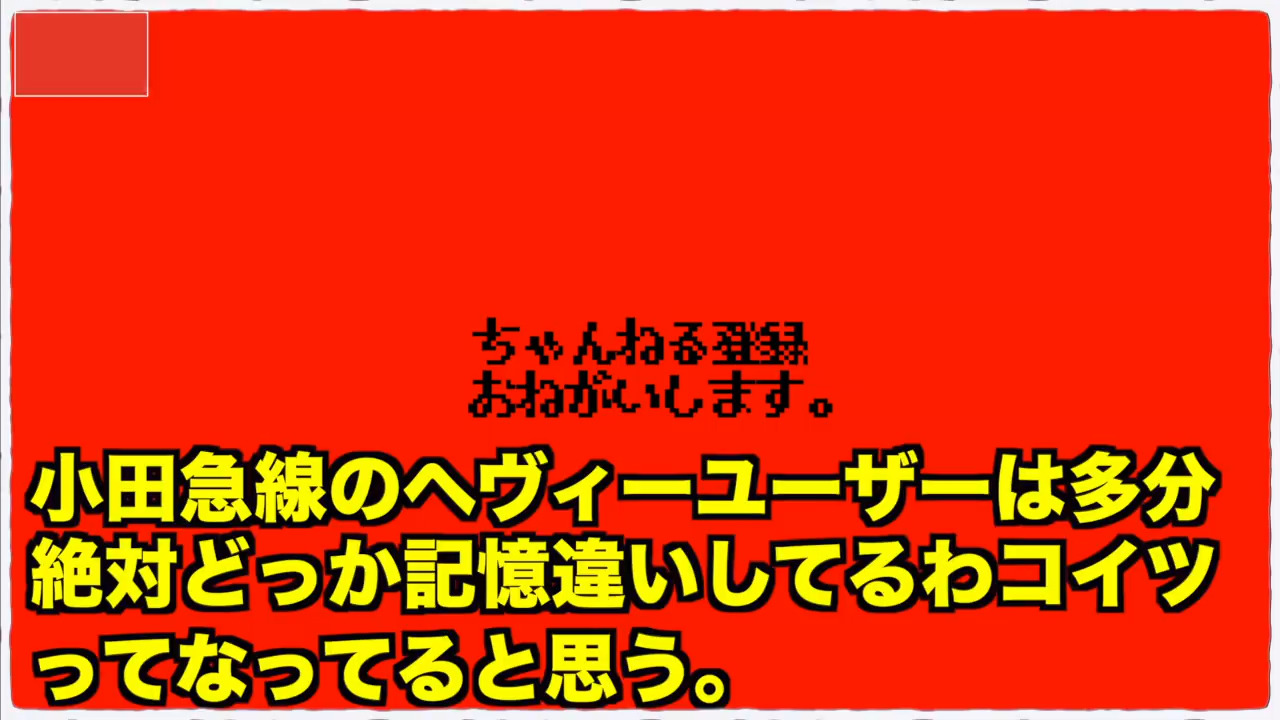 ちゃんねる登録
おねがいします。
小田急線のヘヴィーユーザーは多分
絶対どっか記憶違いしてるわコイツ
ってなってると思う。